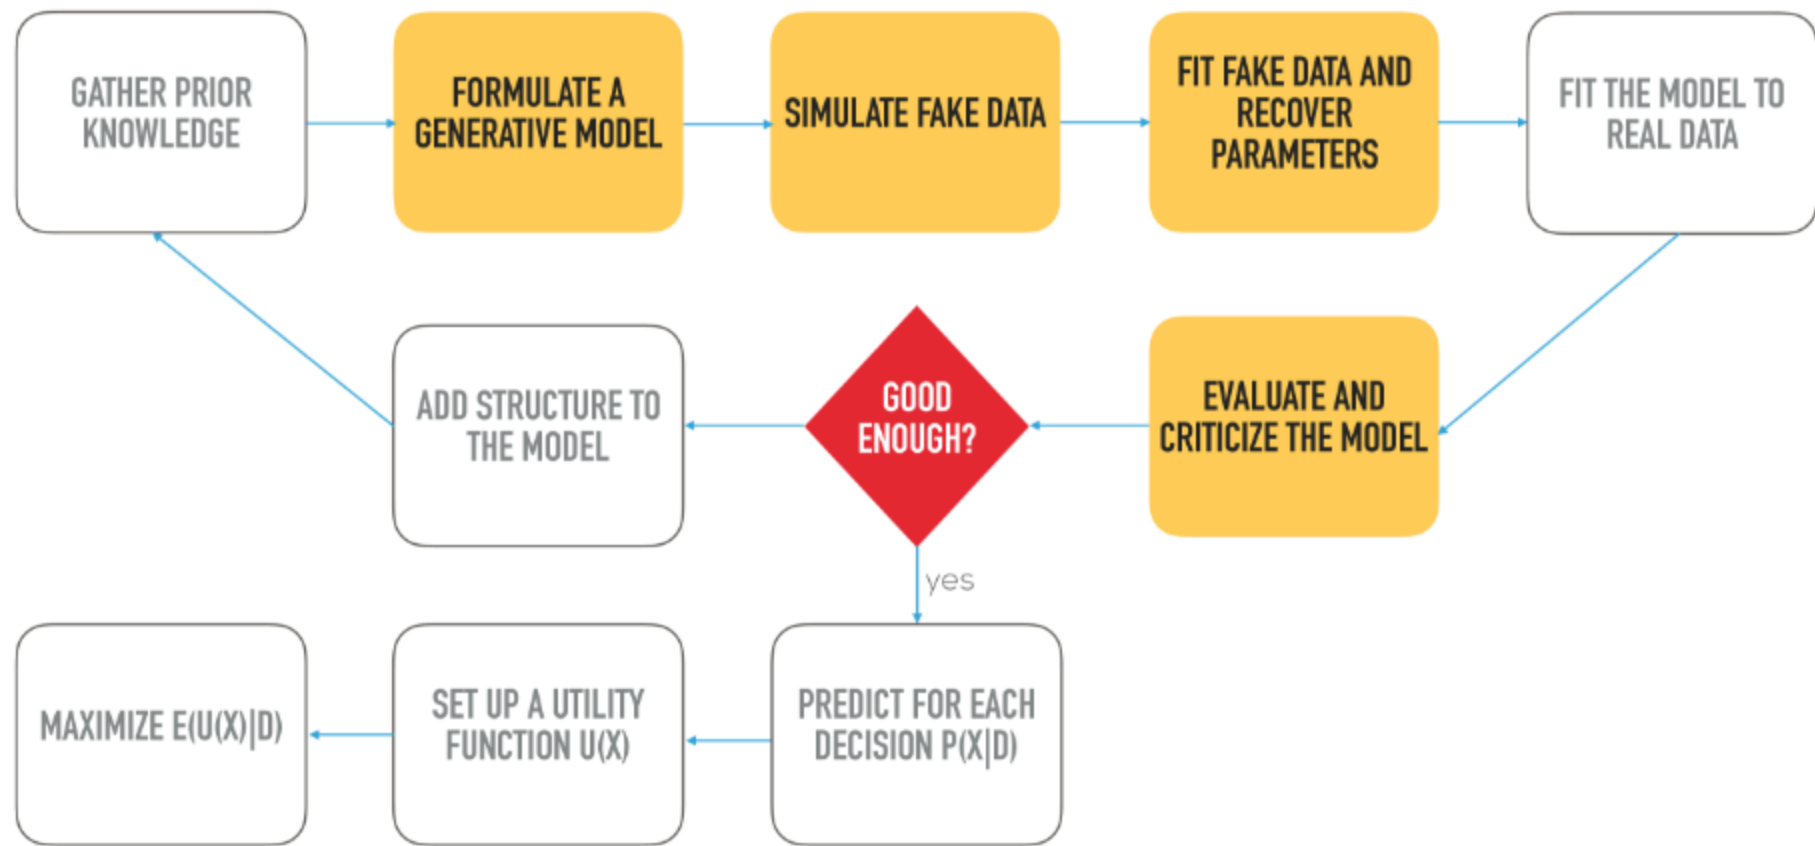 GATHER PRIOR
KNOWLEDGE
FORMULATE A
GENERATIVE MODEL
SIMULATE FAKE DATA
FIT FAKE DATA AND
RECOVER
PARAMETERS
FIT THE MODEL TO
REAL DATA
ADD STRUCTURE TO
THE MODEL
GOOD
ENOUGH?
EVALUATE AND
CRITICIZE THE MODEL
yes
MAXIMIZE E(U(X)|D)
SET UP A UTILITY
FUNCTION U(X)
PREDICT FOR EACH
DECISION P(X|D)